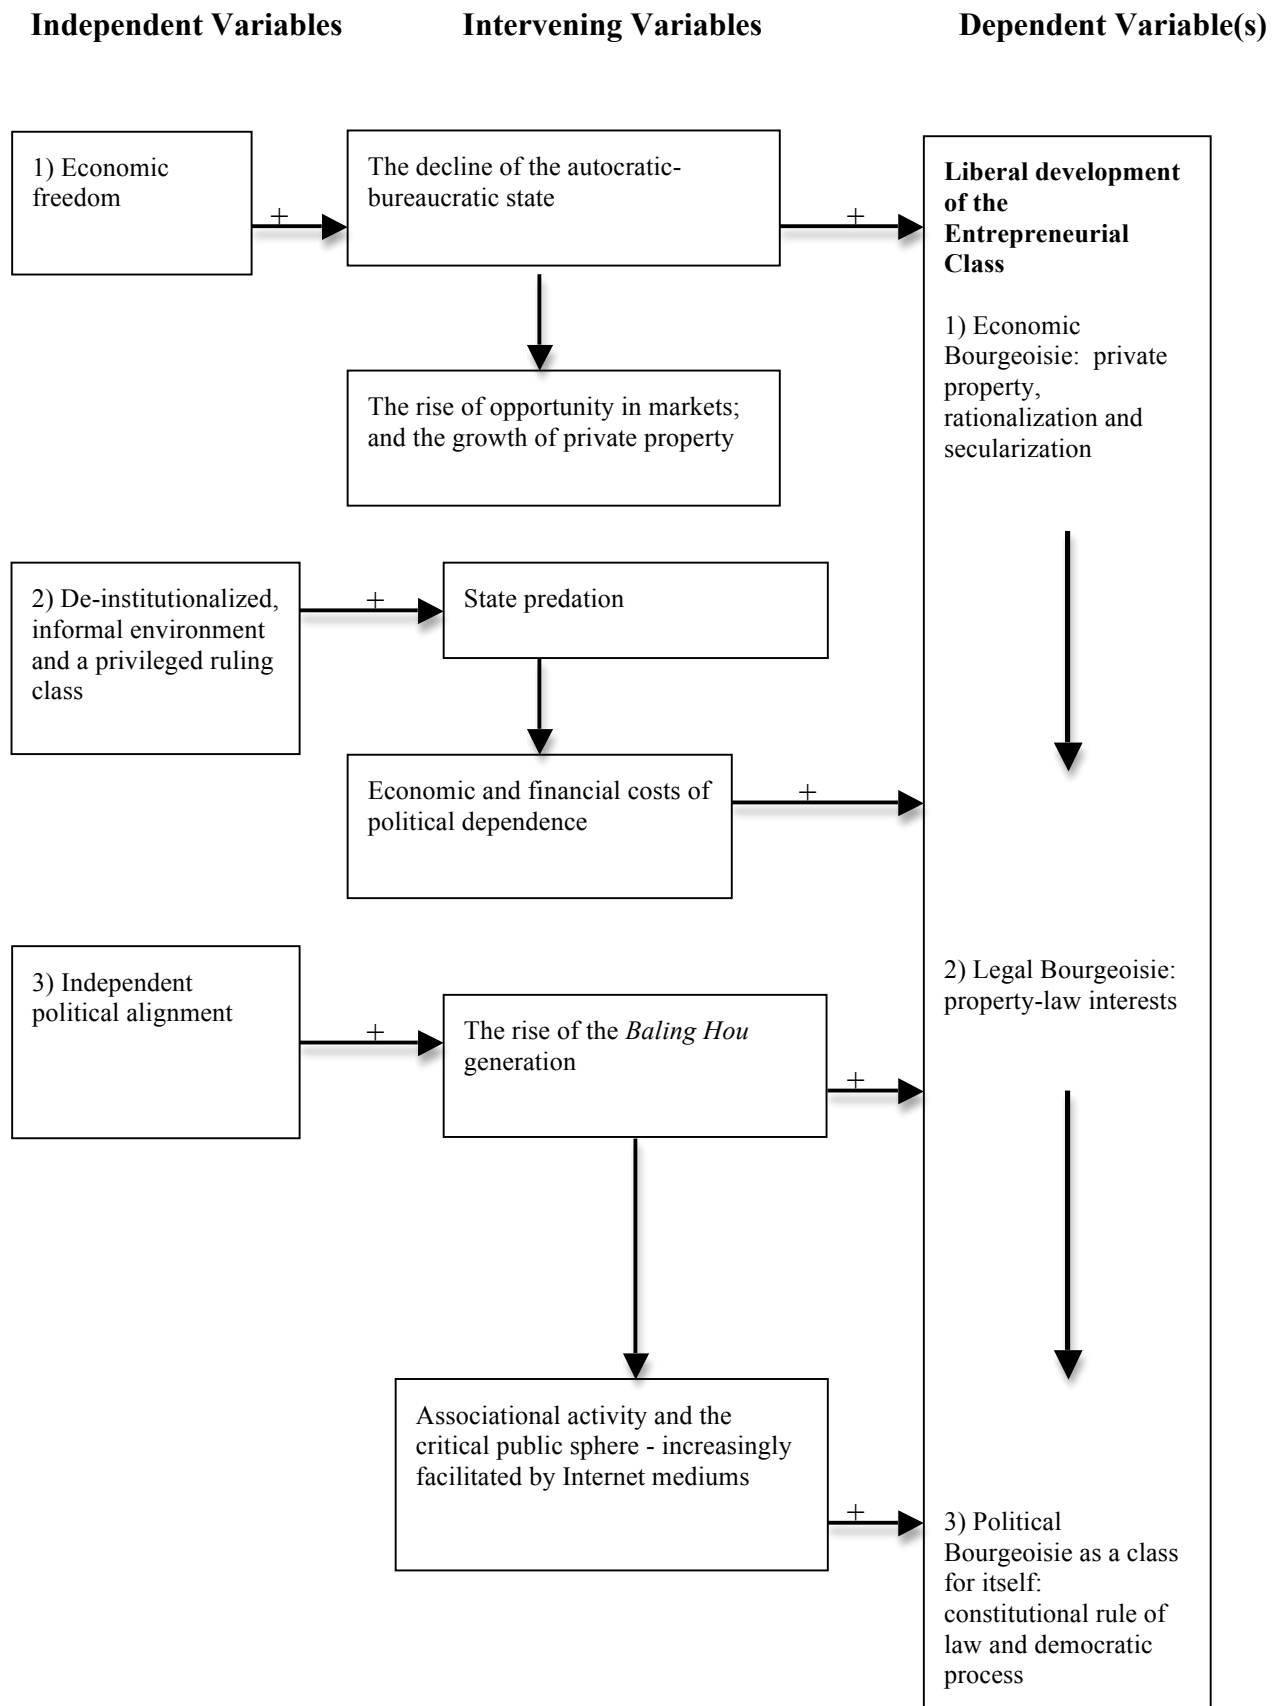 Independent Variables
Intervening Variables
Dependent Variable(s)
1) Economic
freedom
+
The decline of the autocratic-
bureaucratic state
+
The rise of opportunity in markets;
and the growth of private property
2) De-institutionalized,
informal environment
and a privileged ruling
class
+
State predation
Economic and financial costs of
political dependence
+
3) Independent
political alignment
+
The rise of the Baling Hou
generation
+
Associational activity and the
critical public sphere - increasingly
facilitated by Internet mediums
+
Liberal development
of the
Entrepreneurial
Class
1) Economic
Bourgeoisie:  private
property,
rationalization and
secularization
2) Legal Bourgeoisie:
property-law interests
3) Political
Bourgeoisie as a class
for itself:
constitutional rule of
law and democratic
process